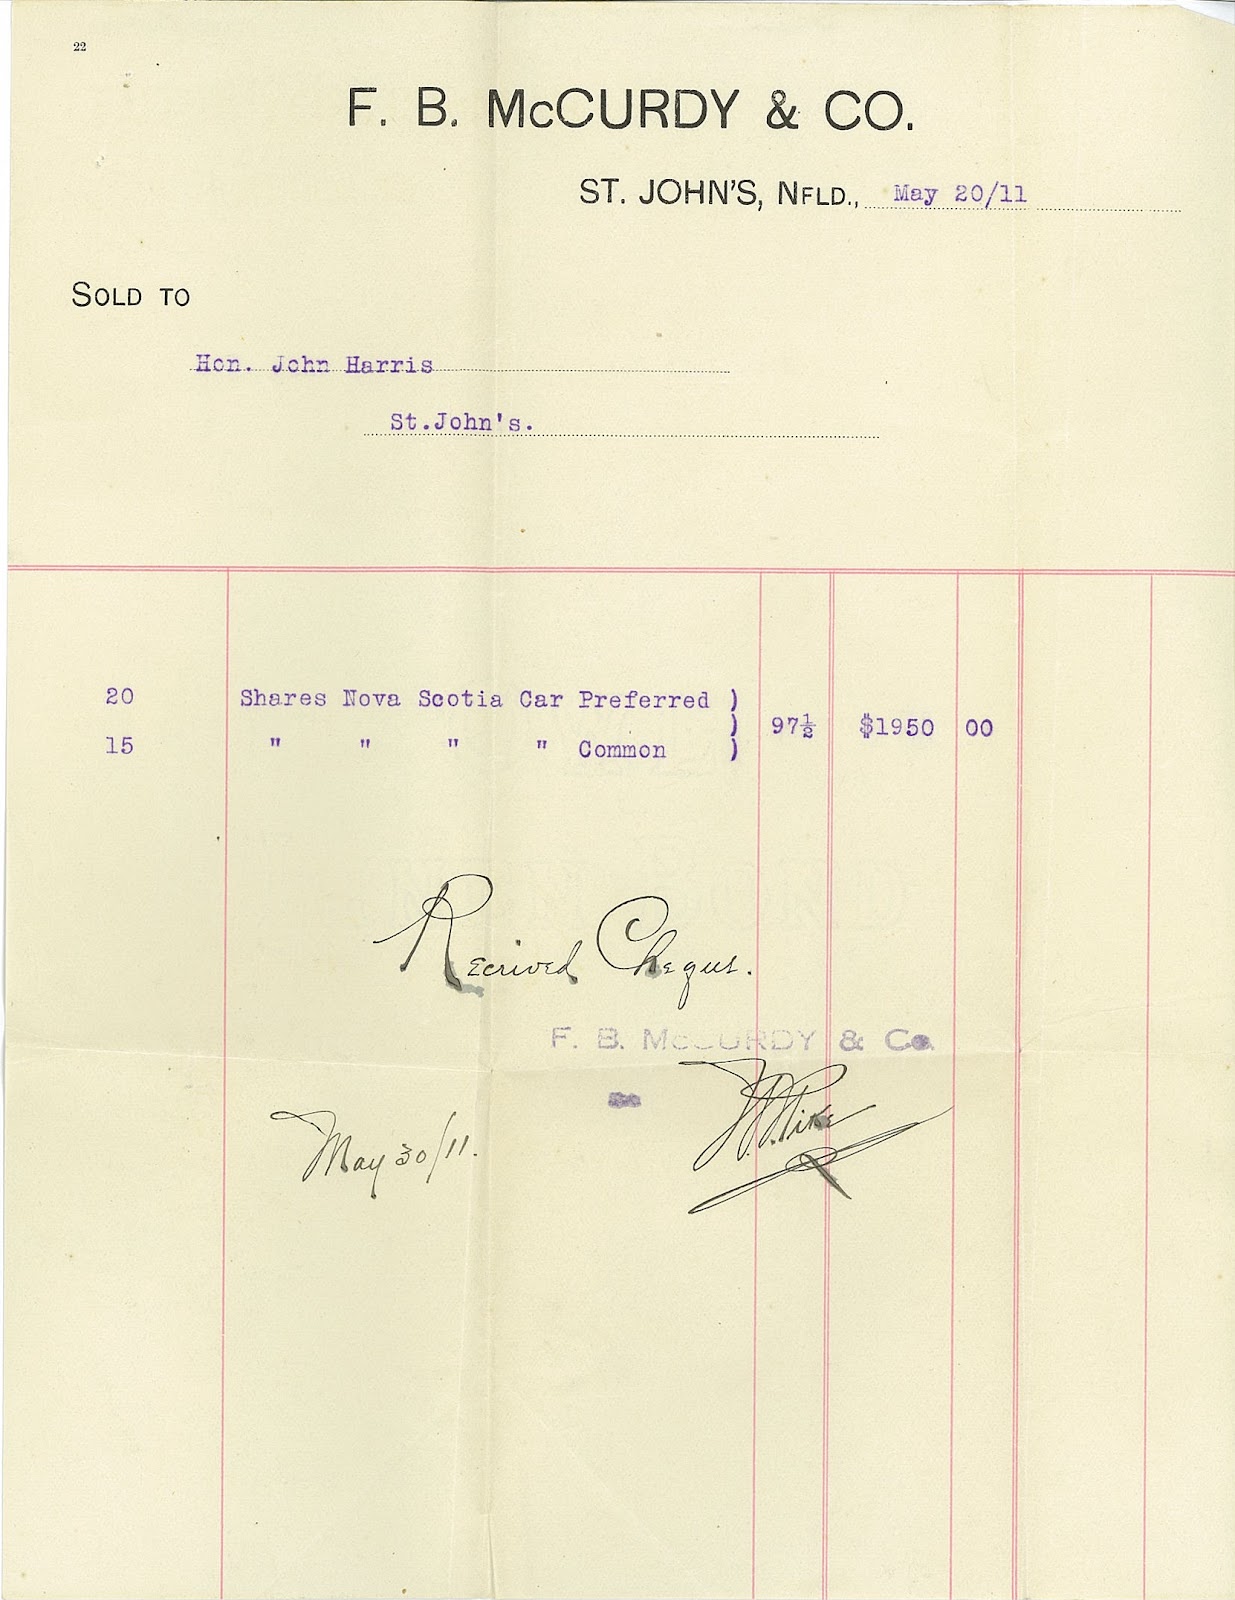 22
F. B. McCURDY & CO.
ST. JOHN'S, NFLD., May 20/11
SOLD TO
Hon. John Harris
St.John's.
20 Shares Nova Scotia Car Preferred )
) 97½ $1950 00
15 " " " " Common )
Received Cheque.
F. B. McCURDY & Co.
May 30/11.
Pike